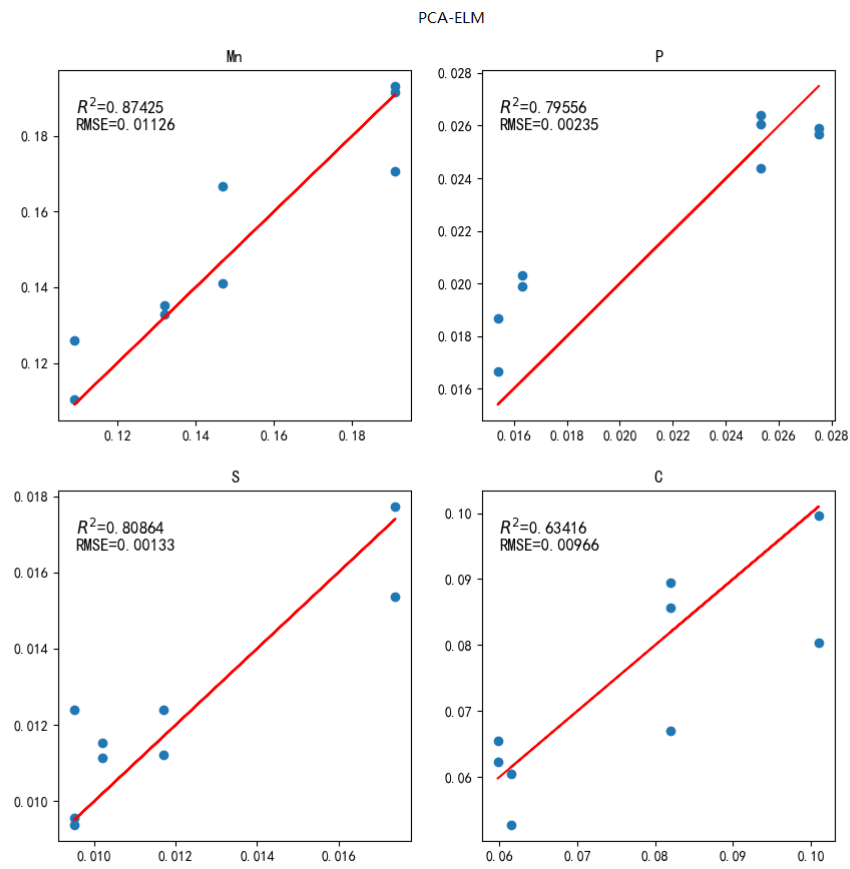 PCA-ELM
Mn
R²=0.87425
RMSE=0.01126
0.18
0.16
0.14
0.12
0.12 0.14 0.16 0.18
P
R²=0.79556
RMSE=0.00235
0.028
0.026
0.024
0.022
0.020
0.018
0.016
0.016 0.018 0.020 0.022 0.024 0.026 0.028
S
R²=0.80864
RMSE=0.00133
0.018
0.016
0.014
0.012
0.010
0.010 0.012 0.014 0.016
C
R²=0.63416
RMSE=0.00966
0.10
0.09
0.08
0.07
0.06
0.06 0.07 0.08 0.09 0.10